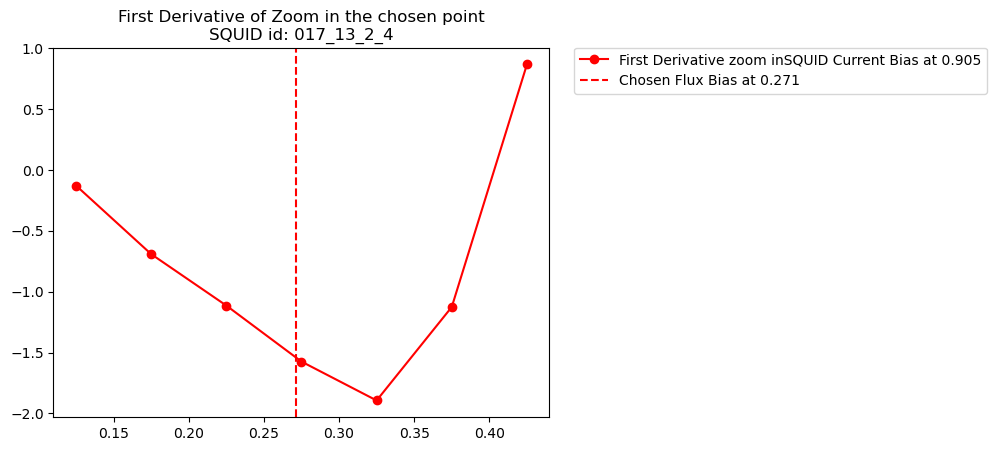 First Derivative of Zoom in the chosen point
SQUID id: 017_13_2_4
First Derivative zoom inSQUID Current Bias at 0.905
Chosen Flux Bias at 0.271
1.0
0.5
0.0
−0.5
−1.0
−1.5
−2.0
0.15 0.20 0.25 0.30 0.35 0.40